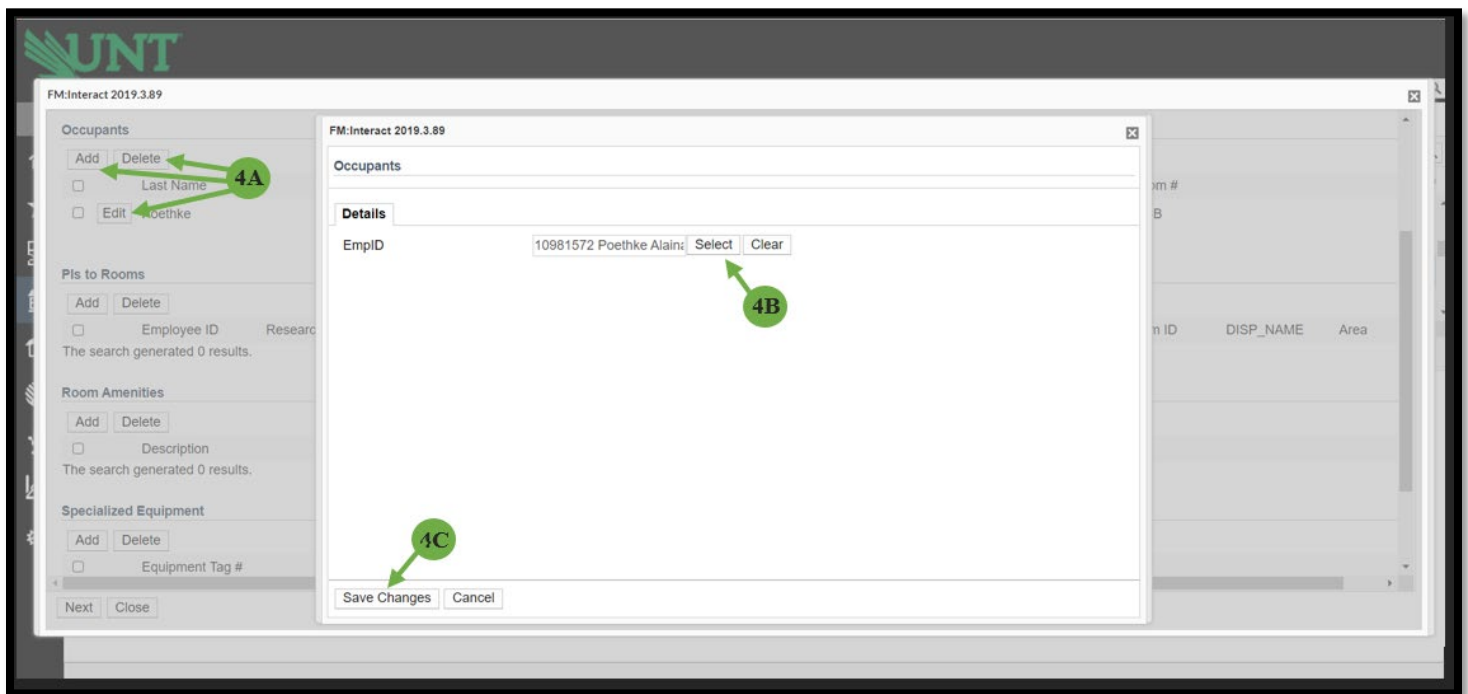 UNT
FM:Interact 2019.3.89
Occupants
Add Delete
4A
Last Name
om #
Edit oethke
B
PIs to Rooms
Add Delete
Employee ID Researc
n ID DISP_NAME Area
The search generated 0 results.
Room Amenities
Add Delete
Description
The search generated 0 results.
Specialized Equipment
Add Delete
Equipment Tag #
Next Close
FM:Interact 2019.3.89
Occupants
Details
EmpID 10981572 Poethke Alaina Select Clear
4B
4C
Save Changes Cancel